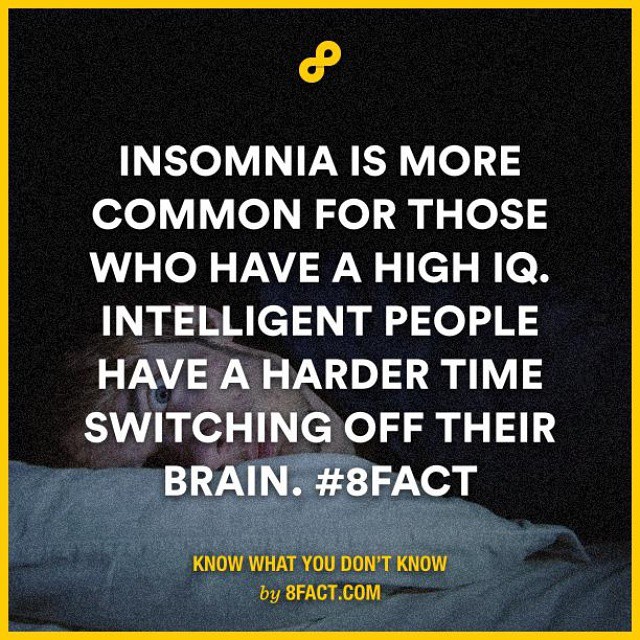 INSOMNIA IS MORE
COMMON FOR THOSE
WHO HAVE A HIGH IQ.
INTELLIGENT PEOPLE
HAVE A HARDER TIME
SWITCHING OFF THEIR
BRAIN. #8FACT
KNOW WHAT YOU DON'T KNOW
by 8FACT.COM